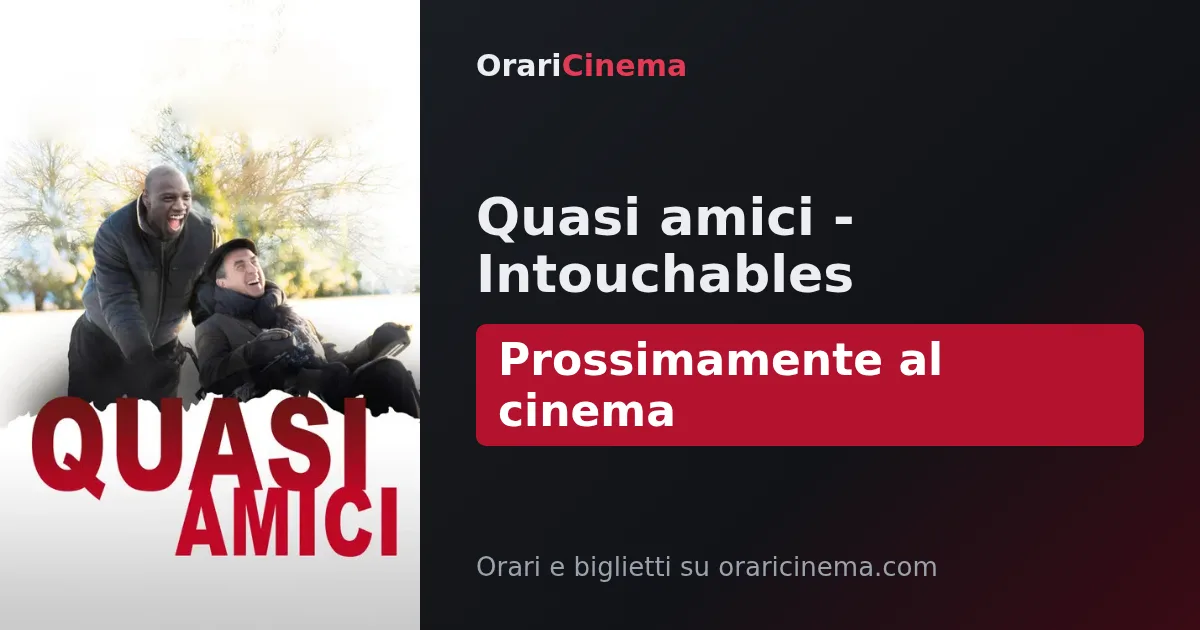 QUASI
AMICI
OrariCinema
Quasi amici -
Intouchables
Prossimamente al
cinema
Orari e biglietti su oraricinema.com